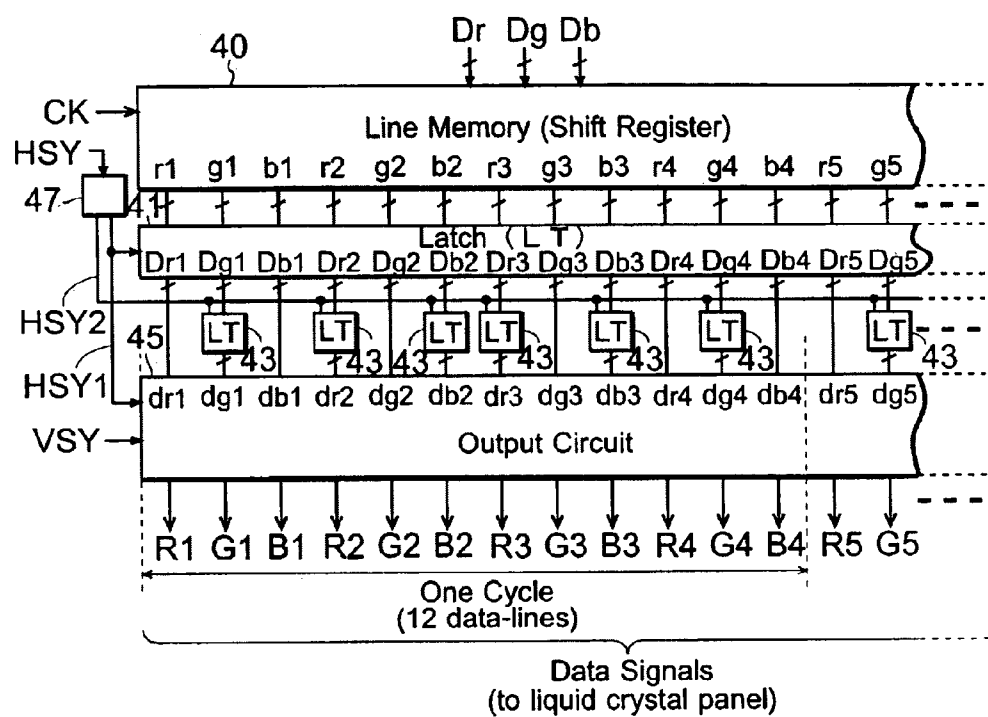 Dr Dg Db
40
CK
Line Memory (Shift Register)
HSY
r1 g1 b1 r2 g2 b2 r3 g3 b3 r4 g4 b4 r5 g5
47
41
Latch (LT)
Dr1 Dg1 Db1 Dr2 Dg2 Db2 Dr3 Dg3 Db3 Dr4 Dg4 Db4 Dr5 Dg5
HSY2
LT LT LT LT LT LT LT
43 43 43 43 43 43 43
45
HSY1
dr1 dg1 db1 dr2 dg2 db2 dr3 dg3 db3 dr4 dg4 db4 dr5 dg5
VSY
Output Circuit
R1 G1 B1 R2 G2 B2 R3 G3 B3 R4 G4 B4 R5 G5
One Cycle
(12 data-lines)
Data Signals
(to liquid crystal panel)